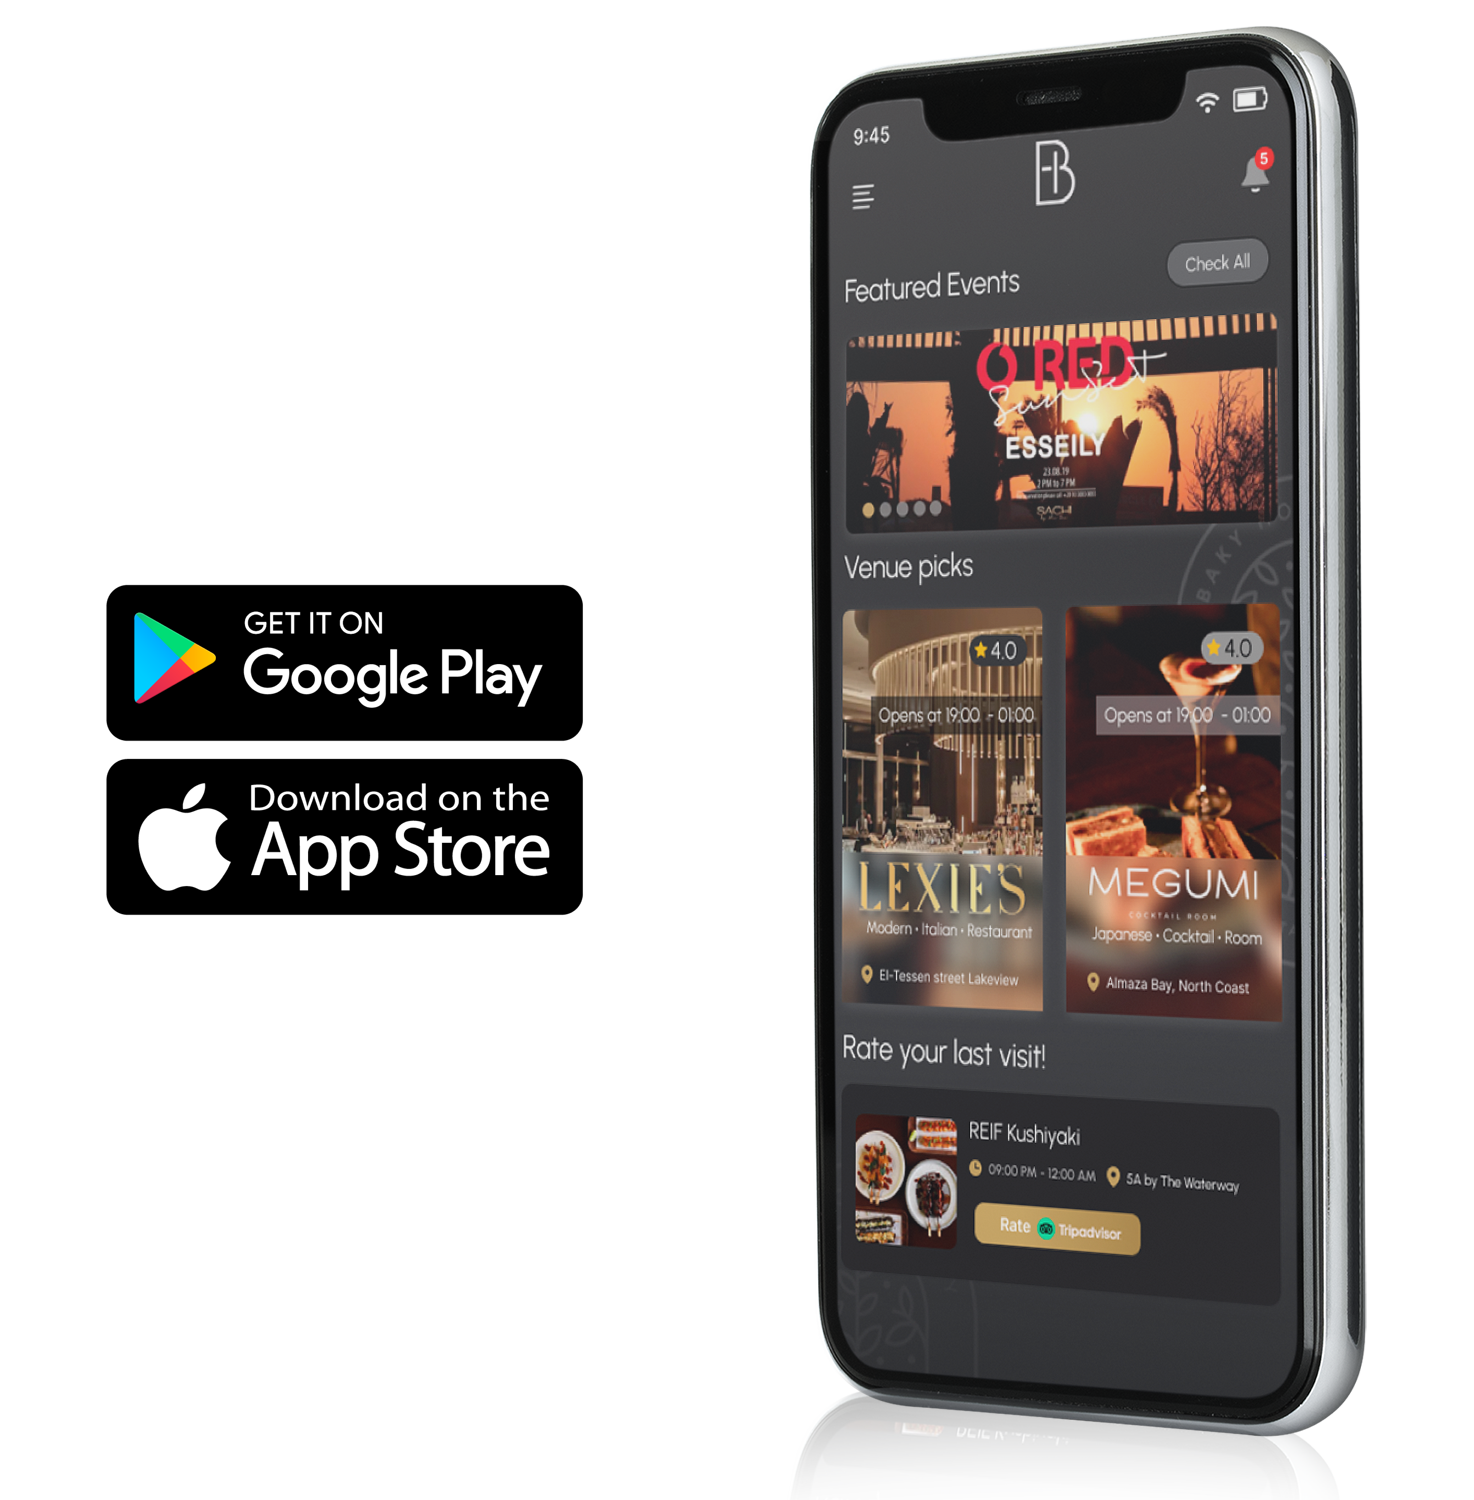 GET IT ON
Google Play
Download on the
App Store
9:45
B
5
Featured Events
Check All
RED
Sunset
ESSEILY
23.08.19
2 PM to 7 PM
SACHI
Venue picks
4.0
Opens at 19:00 - 01:00
LEXIE'S
Modern • Italian • Restaurant
El-Tessen street Lakeview
4.0
Opens at 19:00 - 01:00
MEGUMI
COCKTAIL ROOM
Japanese • Cocktail • Room
Almaza Bay, North Coast
BAKY
Rate your last visit!
REIF Kushiyaki
09:00 PM - 12:00 AM
5A by The Waterway
Rate Tripadvisor